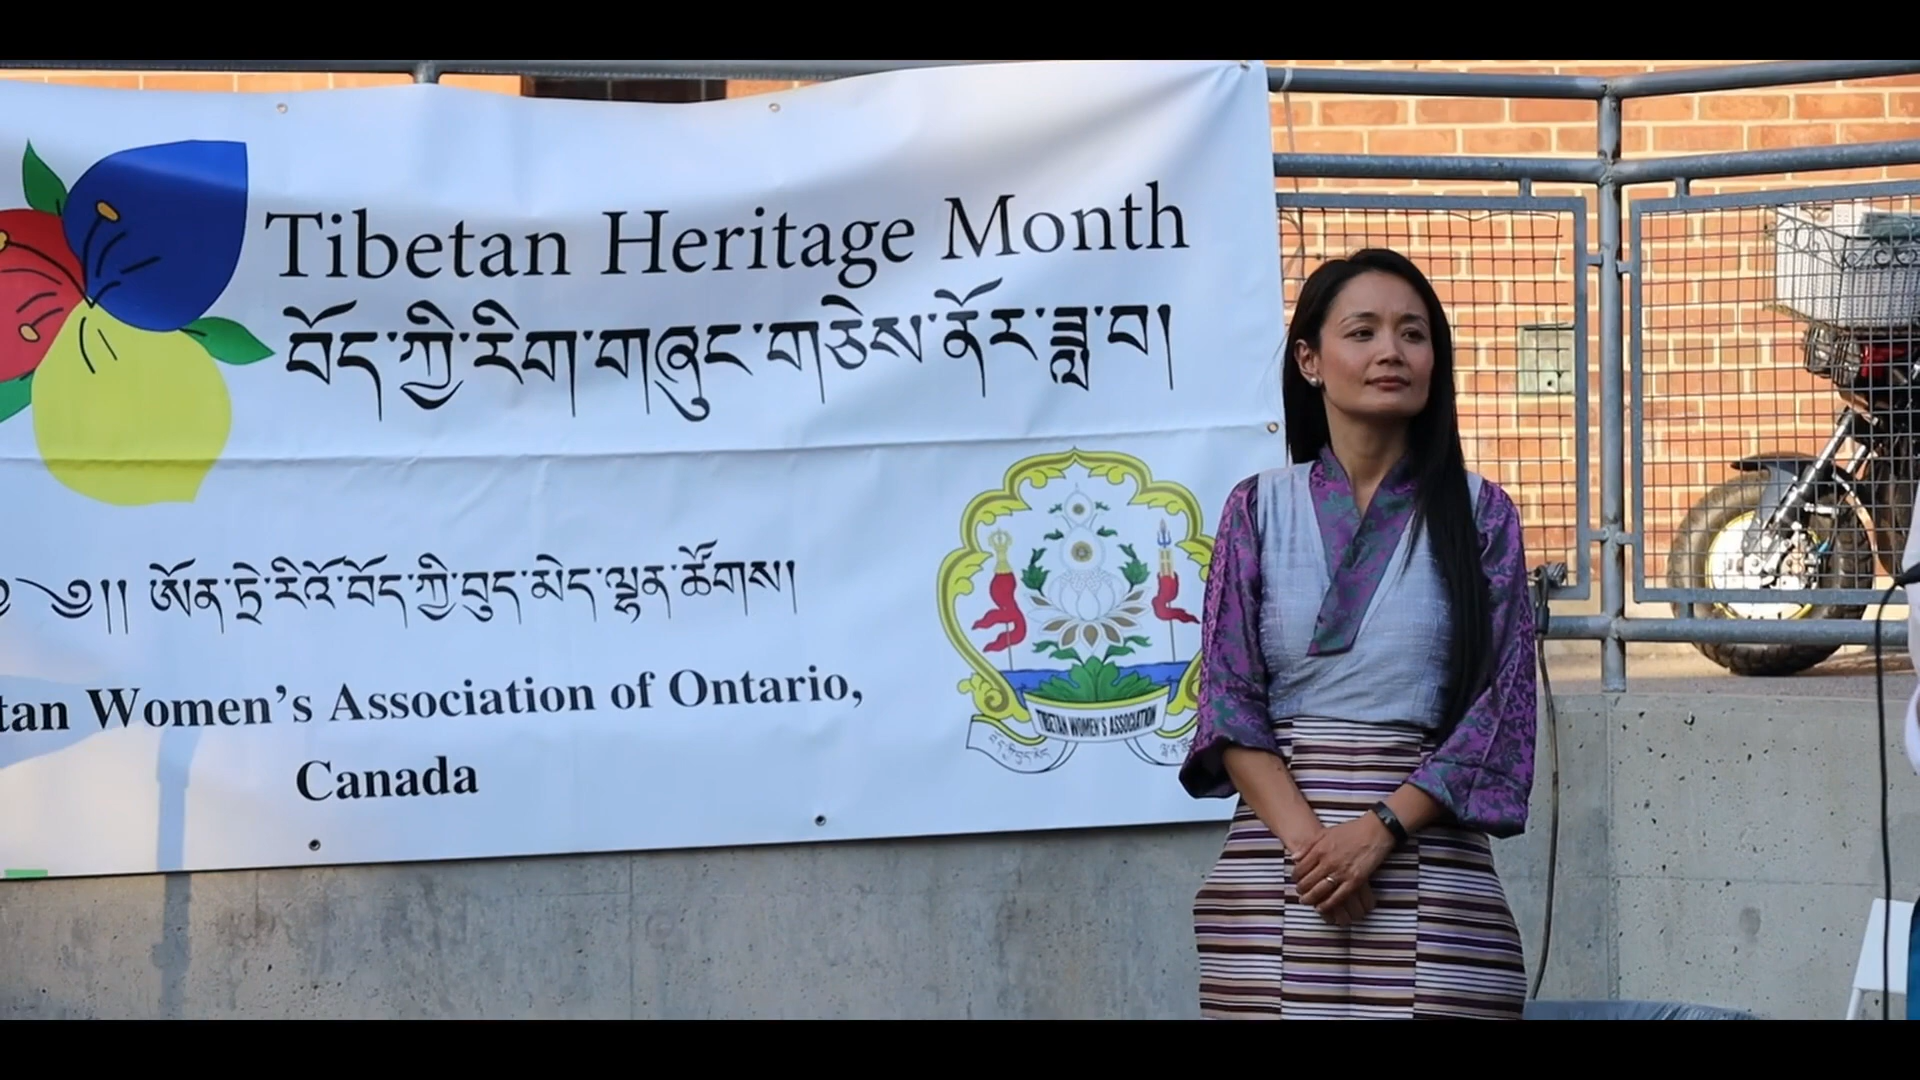 Tibetan Heritage Month
བོད་ཀྱི་རིག་གཞུང་གཅེས་ནོར་ཟླ་བ།
༄༅།། ཨོན་ཊེ་རིའོ་བོད་ཀྱི་བུད་མེད་ལྷན་ཚོགས།
tan Women's Association of Ontario,
Canada
TIBETAN WOMEN'S ASSOCIATION